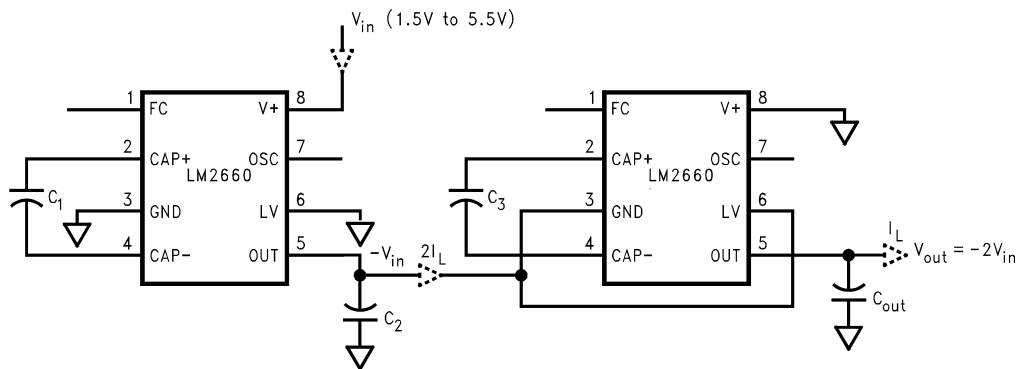 V_in (1.5V to 5.5V)
1 FC V+ 8
2 CAP+ OSC 7
LM2660
C_1
3 GND LV 6
4 CAP- OUT 5
-V_in 2I_L
C_2
1 FC V+ 8
2 CAP+ OSC 7
LM2660
C_3
3 GND LV 6
4 CAP- OUT 5
I_L
V_out = -2V_in
C_out